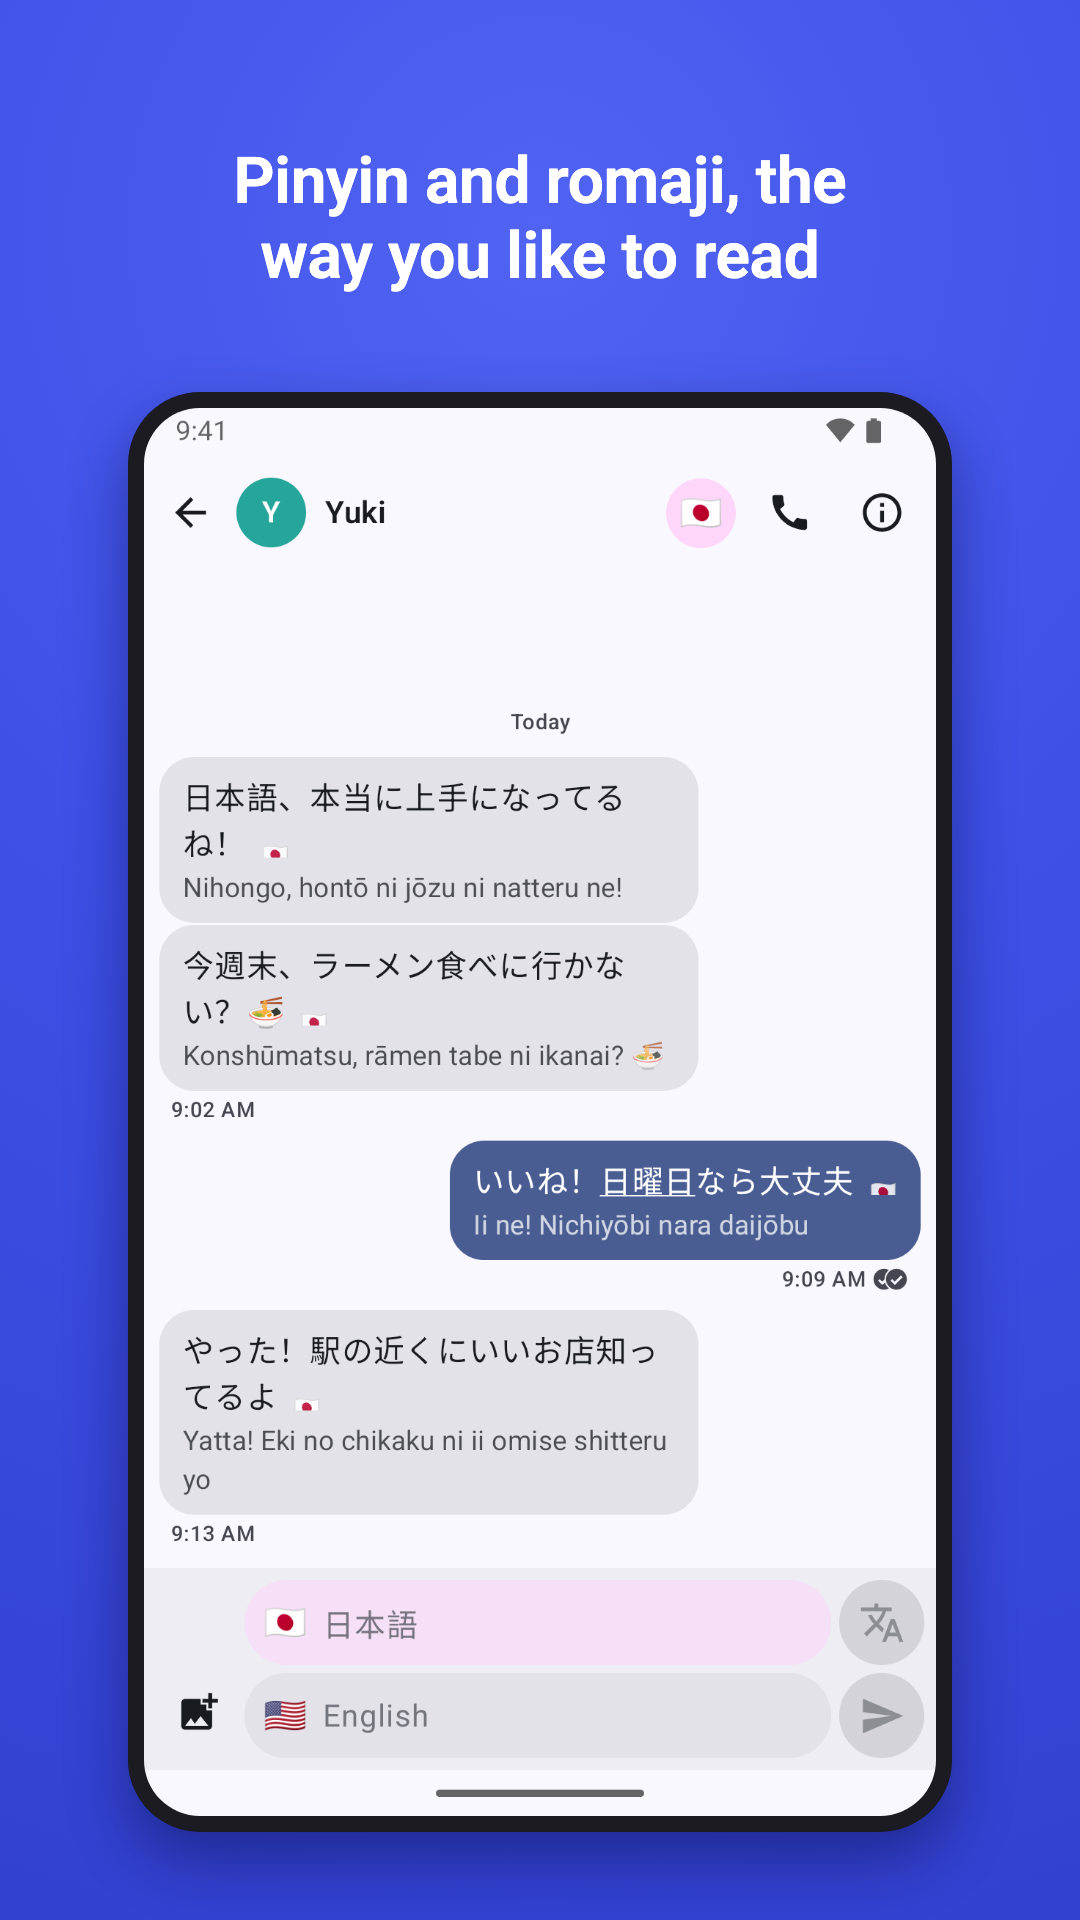 Pinyin and romaji, the
way you like to read
9:41
Y
Yuki
Today
日本語、本当に上手になってる
ね！ 🇯🇵
Nihongo, hontō ni jōzu ni natteru ne!
今週末、ラーメン食べに行かな
い？🍜 🇯🇵
Konshūmatsu, rāmen tabe ni ikanai? 🍜
9:02 AM
いいね！日曜日なら大丈夫 🇯🇵
Ii ne! Nichiyōbi nara daijōbu
9:09 AM
やった！駅の近くにいいお店知っ
てるよ 🇯🇵
Yatta! Eki no chikaku ni ii omise shitteru
yo
9:13 AM
🇯🇵 日本語
文A
🇺🇸 English